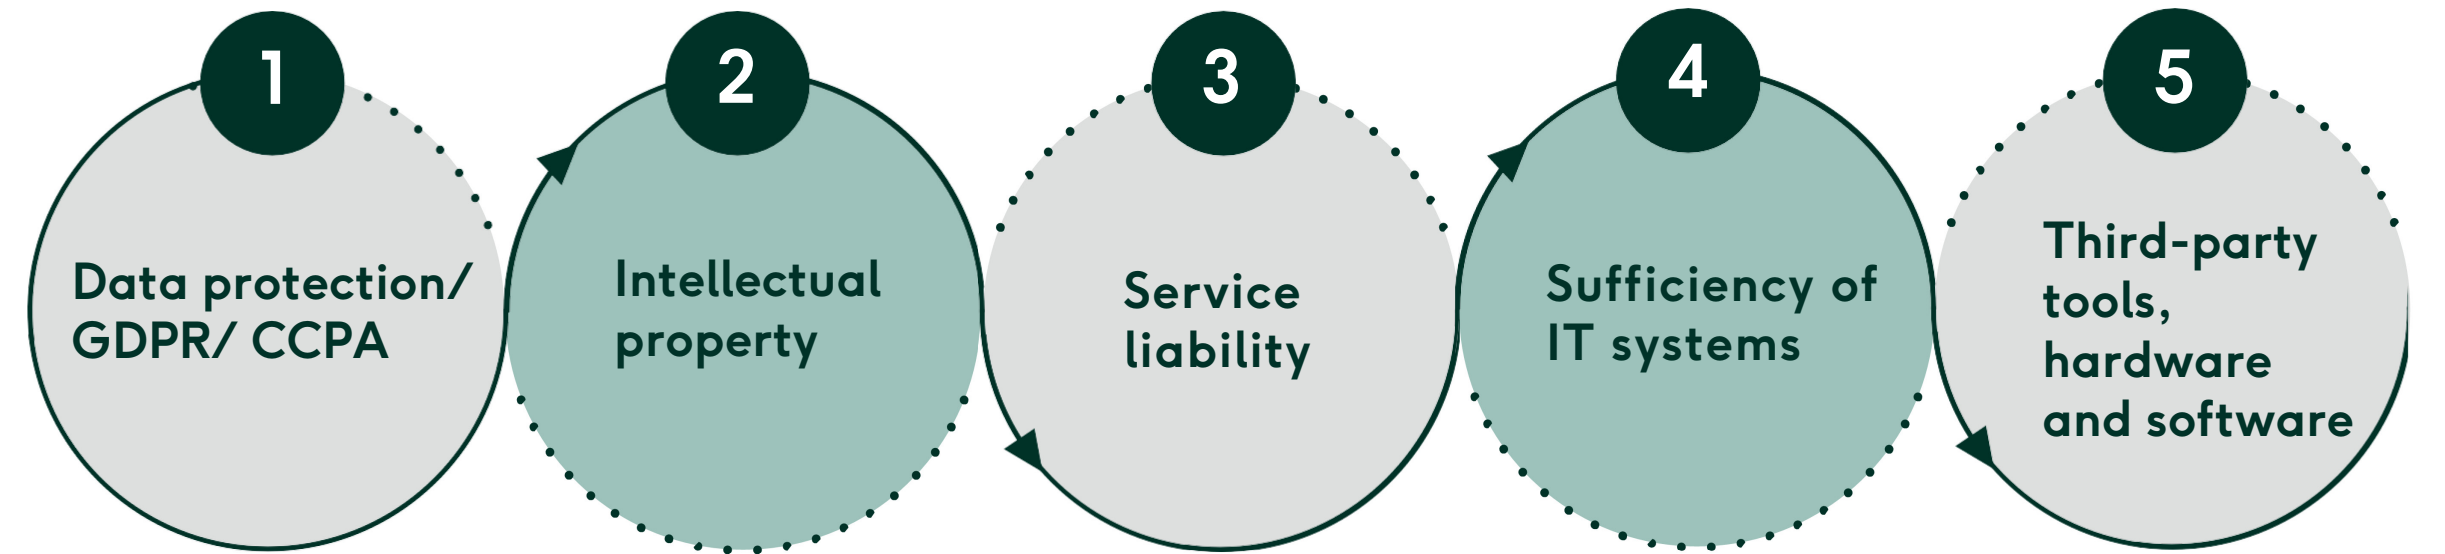 1
Data protection/
GDPR/ CCPA
2
Intellectual
property
3
Service
liability
4
Sufficiency of
IT systems
5
Third-party
tools,
hardware
and software